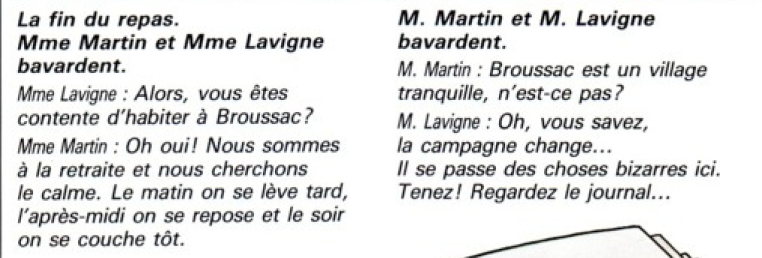 La fin du repas.
Mme Martin et Mme Lavigne
bavardent.
Mme Lavigne : Alors, vous êtes
contente d'habiter à Broussac?
Mme Martin : Oh oui! Nous sommes
à la retraite et nous cherchons
le calme. Le matin on se lève tard,
l'après-midi on se repose et le soir
on se couche tôt.
M. Martin et M. Lavigne
bavardent.
M. Martin : Broussac est un village
tranquille, n'est-ce pas?
M. Lavigne : Oh, vous savez,
la campagne change...
Il se passe des choses bizarres ici.
Tenez! Regardez le journal...